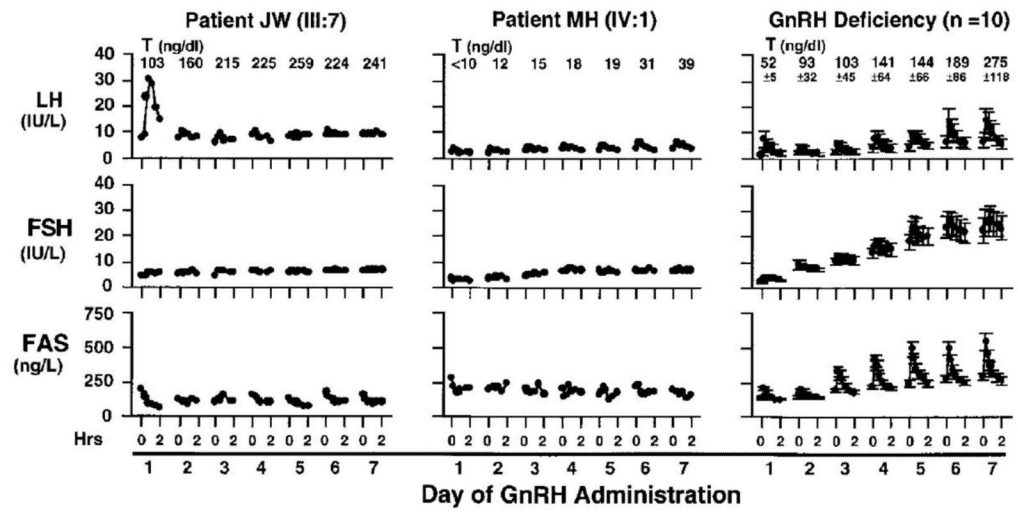 Patient JW (III:7) Patient MH (IV:1) GnRH Deficiency (n =10)
T (ng/dl) T (ng/dl) T (ng/dl)
103 160 215 225 259 224 241 <10 12 15 18 19 31 39 52 93 103 141 144 189 275
±5 ±32 ±45 ±64 ±66 ±86 ±118
LH
(IU/L)
40
30
20
10
0
FSH
(IU/L)
40
30
20
10
0
FAS
(ng/L)
750
500
250
0
Hrs 0 2 0 2 0 2 0 2 0 2 0 2 0 2 0 2 0 2 0 2 0 2 0 2 0 2 0 2 0 2 0 2 0 2 0 2 0 2 0 2 0 2
1 2 3 4 5 6 7 1 2 3 4 5 6 7 1 2 3 4 5 6 7
Day of GnRH Administration